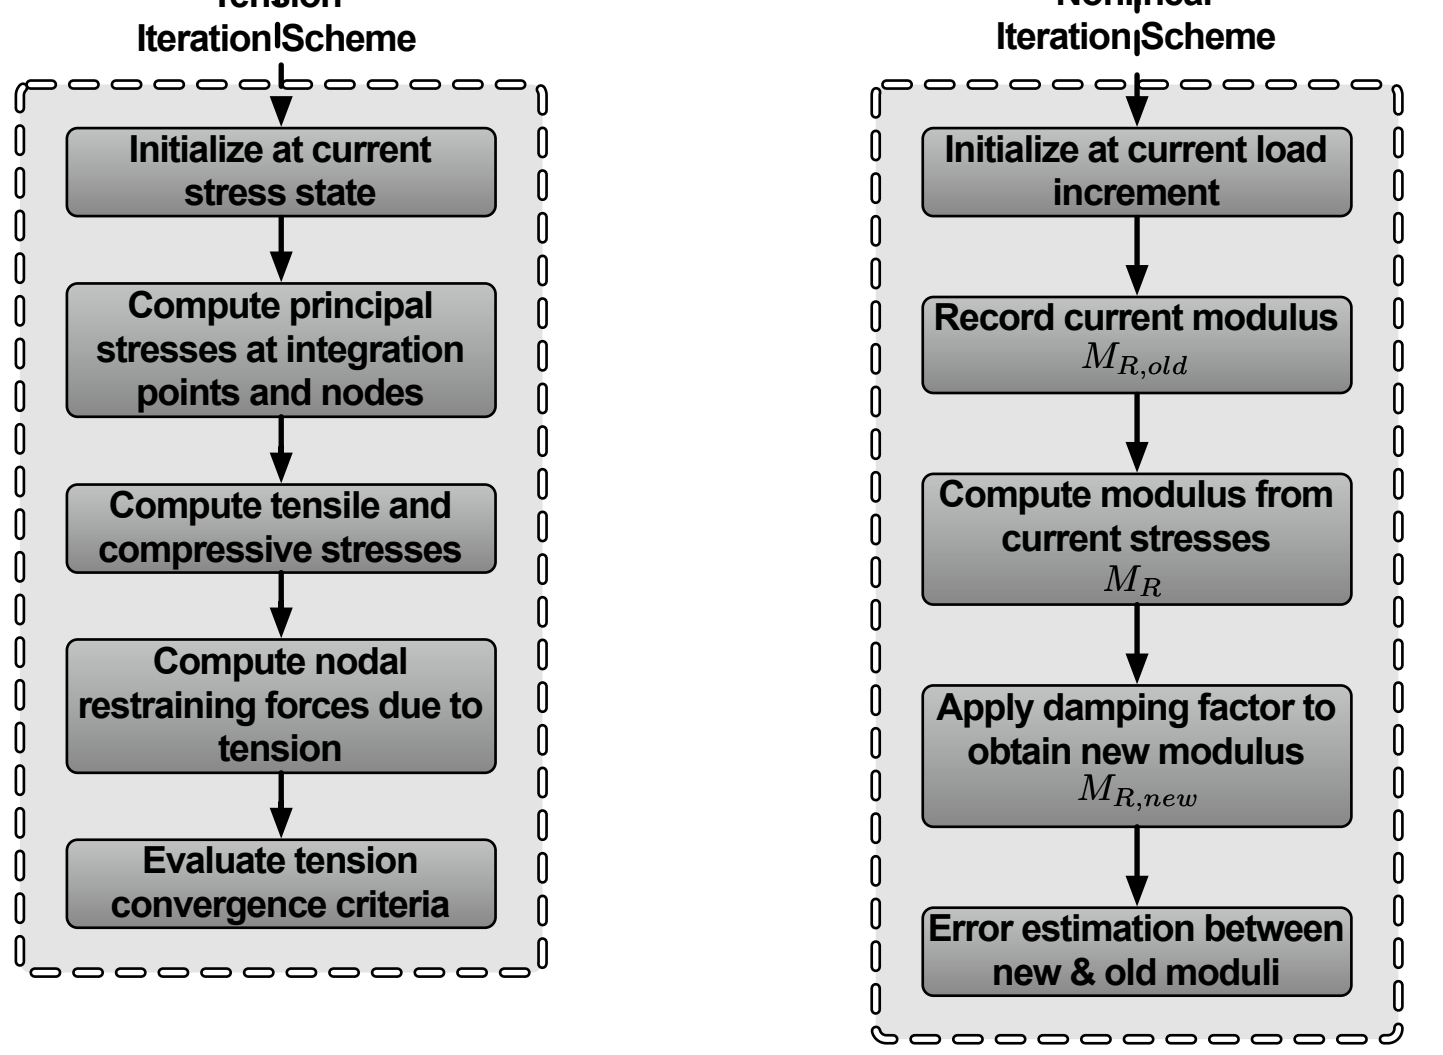 Tension
Iteration Scheme
Initialize at current
stress state
Compute principal
stresses at integration
points and nodes
Compute tensile and
compressive stresses
Compute nodal
restraining forces due to
tension
Evaluate tension
convergence criteria
Iteration Scheme
Initialize at current load
increment
Record current modulus
M_{R,old}
Compute modulus from
current stresses
M_R
Apply damping factor to
obtain new modulus
M_{R,new}
Error estimation between
new & old moduli